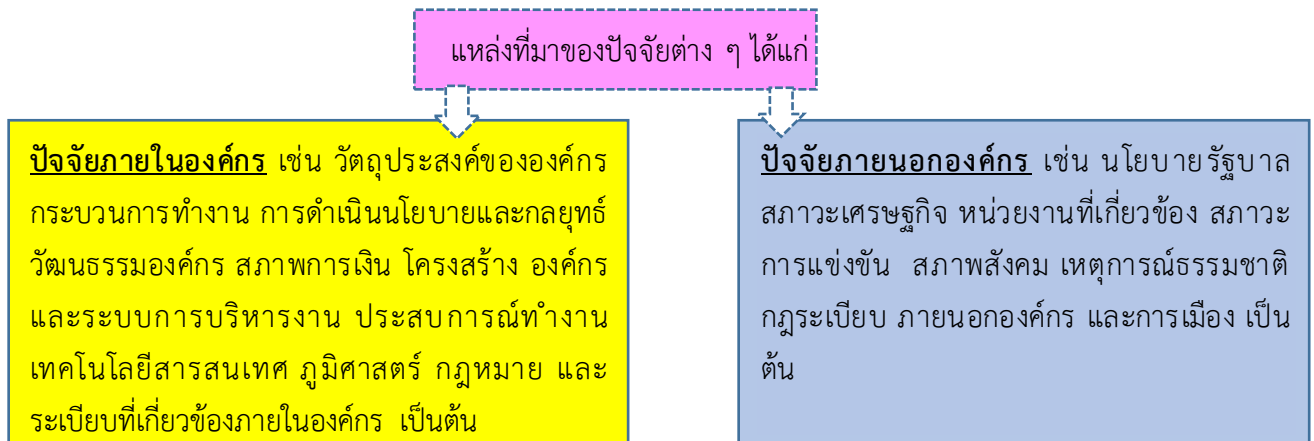 แหล่งที่มาของปัจจัยต่าง ๆ ได้แก่
ปัจจัยภายในองค์กร เช่น วัตถุประสงค์ขององค์กร
กระบวนการทำงาน การดำเนินนโยบายและกลยุทธ์
วัฒนธรรมองค์กร สภาพการเงิน โครงสร้าง องค์กร
และระบบการบริหารงาน ประสบการณ์ทำงาน
เทคโนโลยีสารสนเทศ ภูมิศาสตร์ กฎหมาย และ
ระเบียบที่เกี่ยวข้องภายในองค์กร เป็นต้น
ปัจจัยภายนอกองค์กร เช่น นโยบายรัฐบาล
สภาวะเศรษฐกิจ หน่วยงานที่เกี่ยวข้อง สภาวะ
การแข่งขัน สภาพสังคม เหตุการณ์ธรรมชาติ
กฎระเบียบ ภายนอกองค์กร และการเมือง เป็น
ต้น